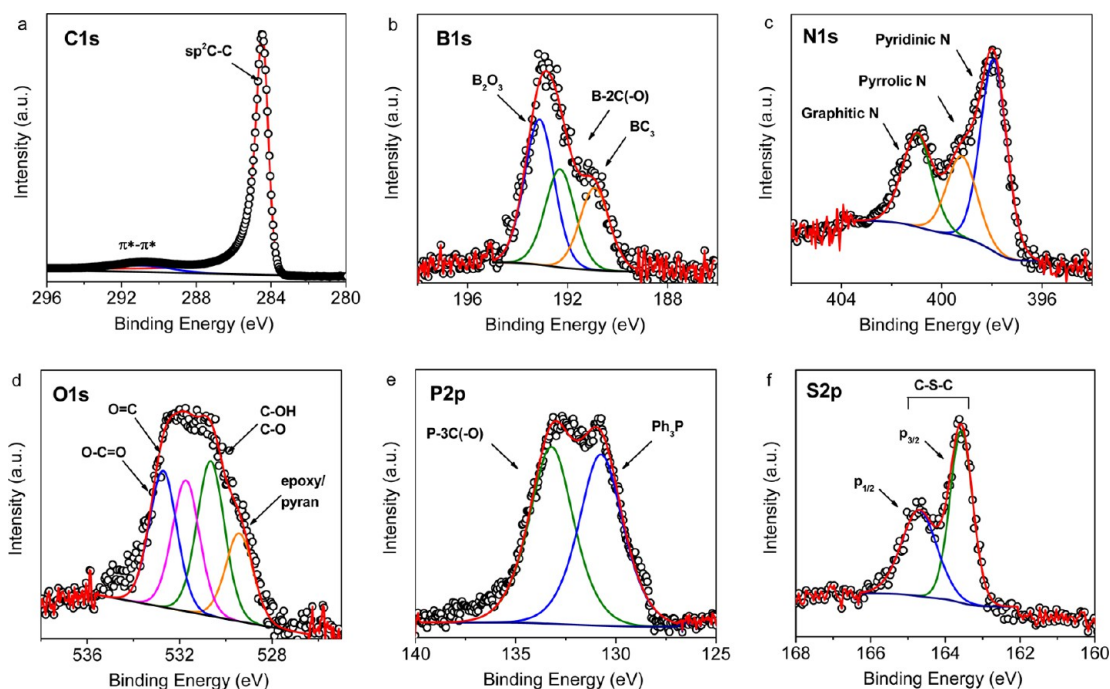 a
C1s
sp²C-C
π*-π*
Intensity (a.u.)
296 292 288 284 280
Binding Energy (eV)
b
B1s
B₂O₃
B-2C(-O)
BC₃
Intensity (a.u.)
196 192 188
Binding Energy (eV)
c
N1s
Pyridinic N
Pyrrolic N
Graphitic N
Intensity (a.u.)
404 400 396
Binding Energy (eV)
d
O1s
O=C
C-OH
C-O
O-C=O
epoxy/
pyran
Intensity (a.u.)
536 532 528
Binding Energy (eV)
e
P2p
P-3C(-O)
Ph₃P
Intensity (a.u.)
140 135 130 125
Binding Energy (eV)
f
S2p
C-S-C
p₃/₂
p₁/₂
Intensity (a.u.)
168 166 164 162 160
Binding Energy (eV)